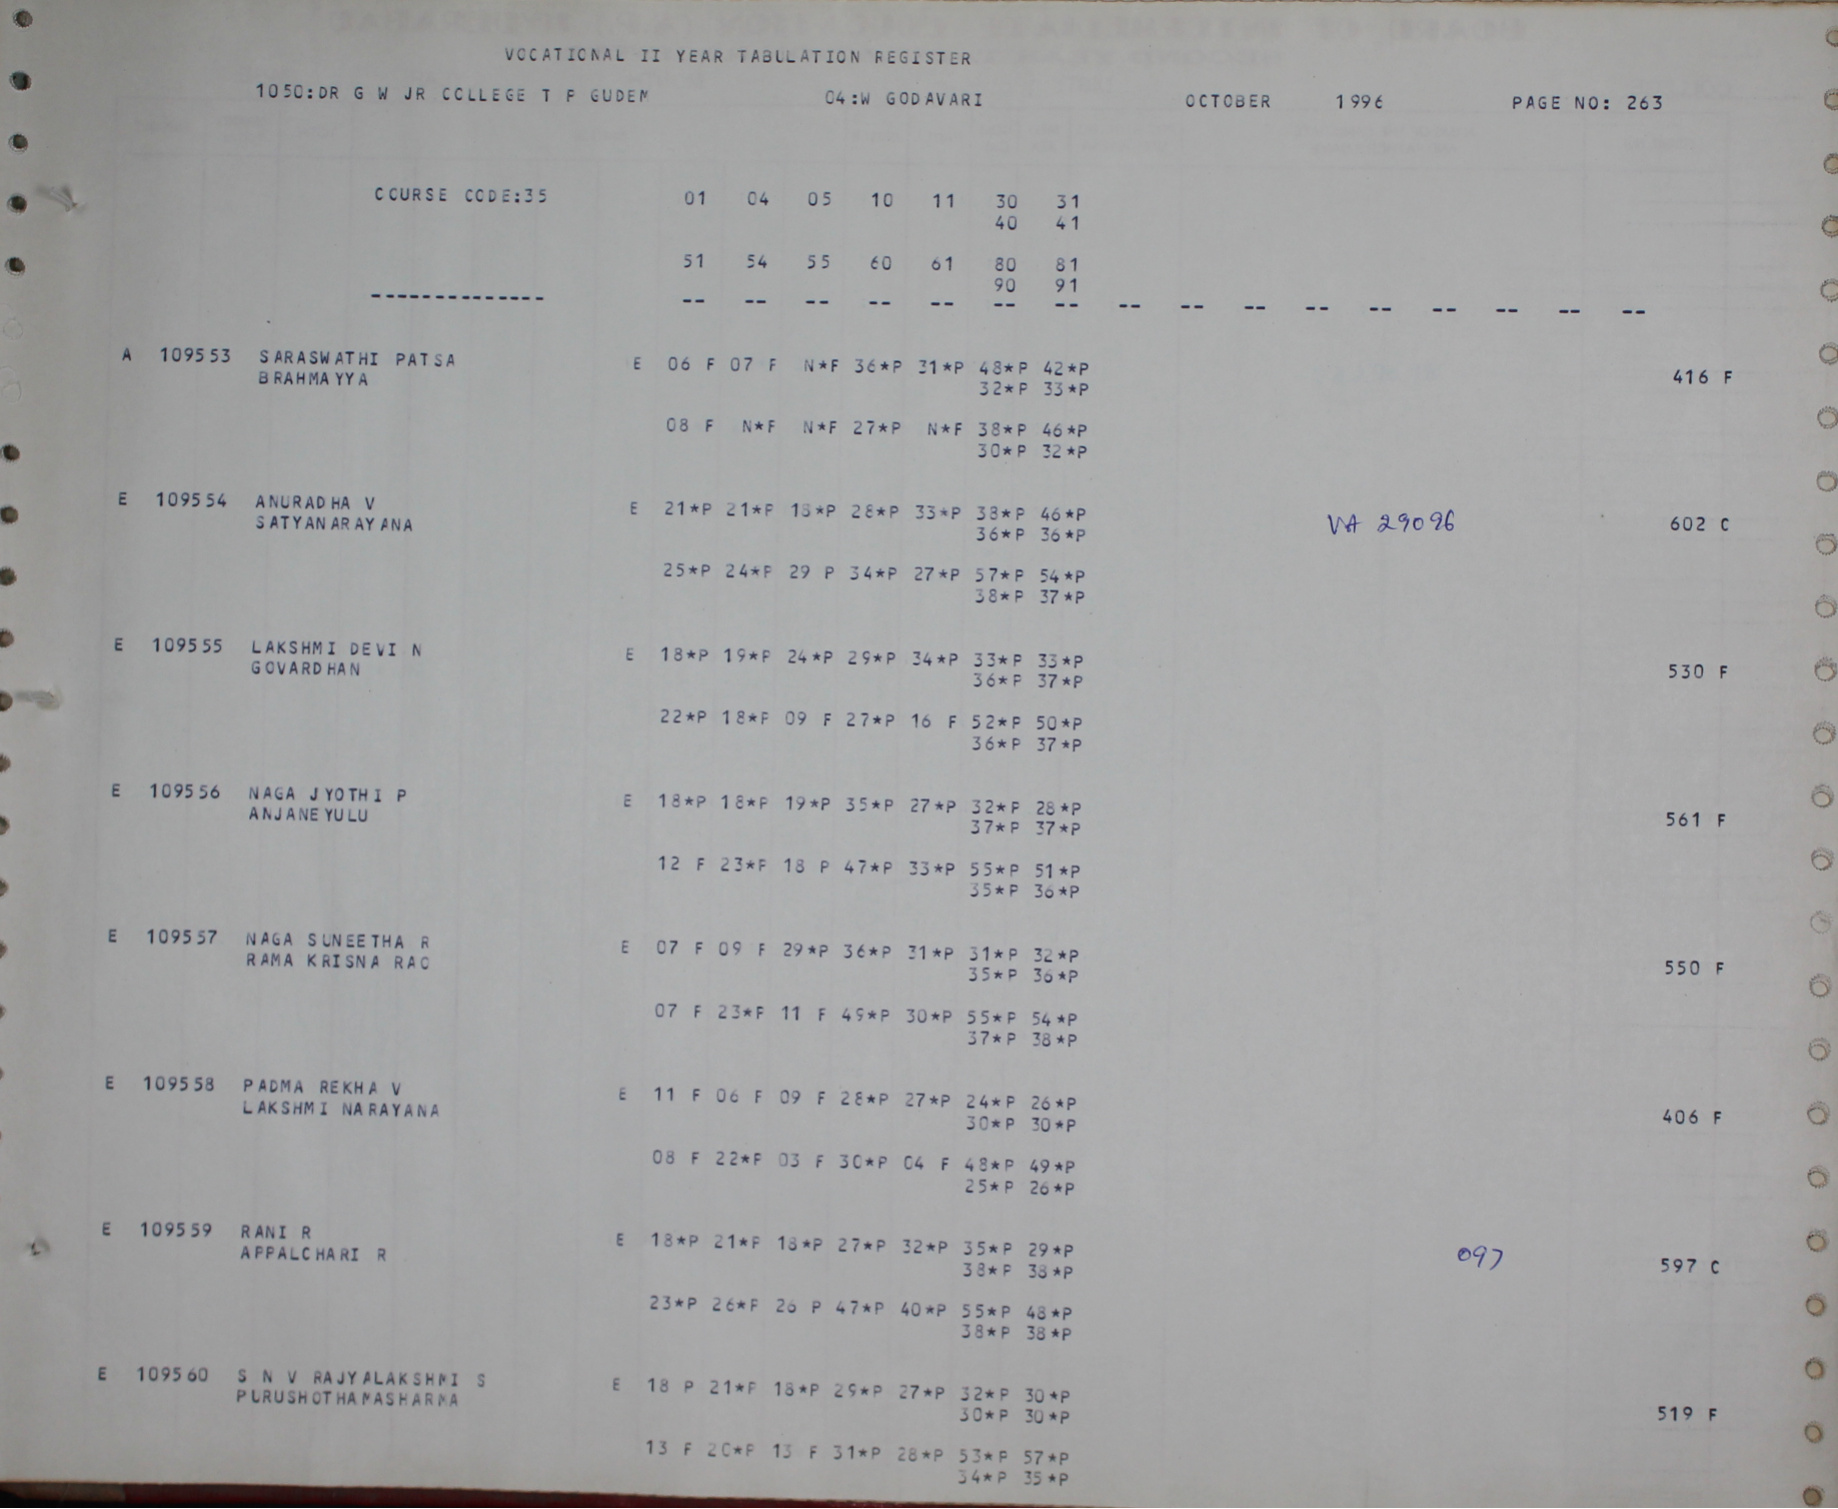 VOCATIONAL II YEAR TABULATION REGISTER
1050:DR G W JR COLLEGE T P GUDEM 04:W GODAVARI OCTOBER 1996 PAGE NO: 263
COURSE CODE:35 01 04 05 10 11 30 31
40 41
51 54 55 60 61 80 81
90 91
-------------- -- -- -- -- -- -- -- -- -- -- -- -- -- -- -- -- --
A 109553 SARASWATHI PATSA E 06 F 07 F N*F 36*P 31*P 48*P 42*P
BRAHMAYYA 32*P 33*P 416 F
08 F N*F N*F 27*P N*F 38*P 46*P
30*P 32*P
E 109554 ANURADHA V E 21*P 21*P 18*P 28*P 33*P 38*P 46*P
SATYANARAYANA 36*P 36*P VA 29096 602 C
25*P 24*P 29 P 34*P 27*P 57*P 54*P
38*P 37*P
E 109555 LAKSHMI DEVI N E 18*P 19*P 24*P 29*P 34*P 33*P 33*P
GOVARDHAN 36*P 37*P 530 F
22*P 18*P 09 F 27*P 16 F 52*P 50*P
36*P 37*P
E 109556 NAGA JYOTHI P E 18*P 18*P 19*P 35*P 27*P 32*P 28*P
ANJANEYULU 37*P 37*P 561 F
12 F 23*P 18 P 47*P 33*P 55*P 51*P
35*P 36*P
E 109557 NAGA SUNEETHA R E 07 F 09 F 29*P 36*P 31*P 31*P 32*P
RAMA KRISNA RAO 35*P 36*P 550 F
07 F 23*P 11 F 49*P 30*P 55*P 54*P
37*P 38*P
E 109558 PADMA REKHA V E 11 F 06 F 09 F 28*P 27*P 24*P 26*P
LAKSHMI NARAYANA 30*P 30*P 406 F
08 F 22*P 03 F 30*P 04 F 48*P 49*P
25*P 26*P
E 109559 RANI R E 18*P 21*P 18*P 27*P 32*P 35*P 29*P
APPALCHARI R 38*P 38*P 097 597 C
23*P 26*P 26 P 47*P 40*P 55*P 48*P
38*P 38*P
E 109560 S N V RAJYALAKSHMI S E 18 P 21*P 18*P 29*P 27*P 32*P 30*P
PURUSHOTHAMASHARMA 30*P 30*P 519 F
13 F 20*P 13 F 31*P 28*P 53*P 57*P
34*P 35*P